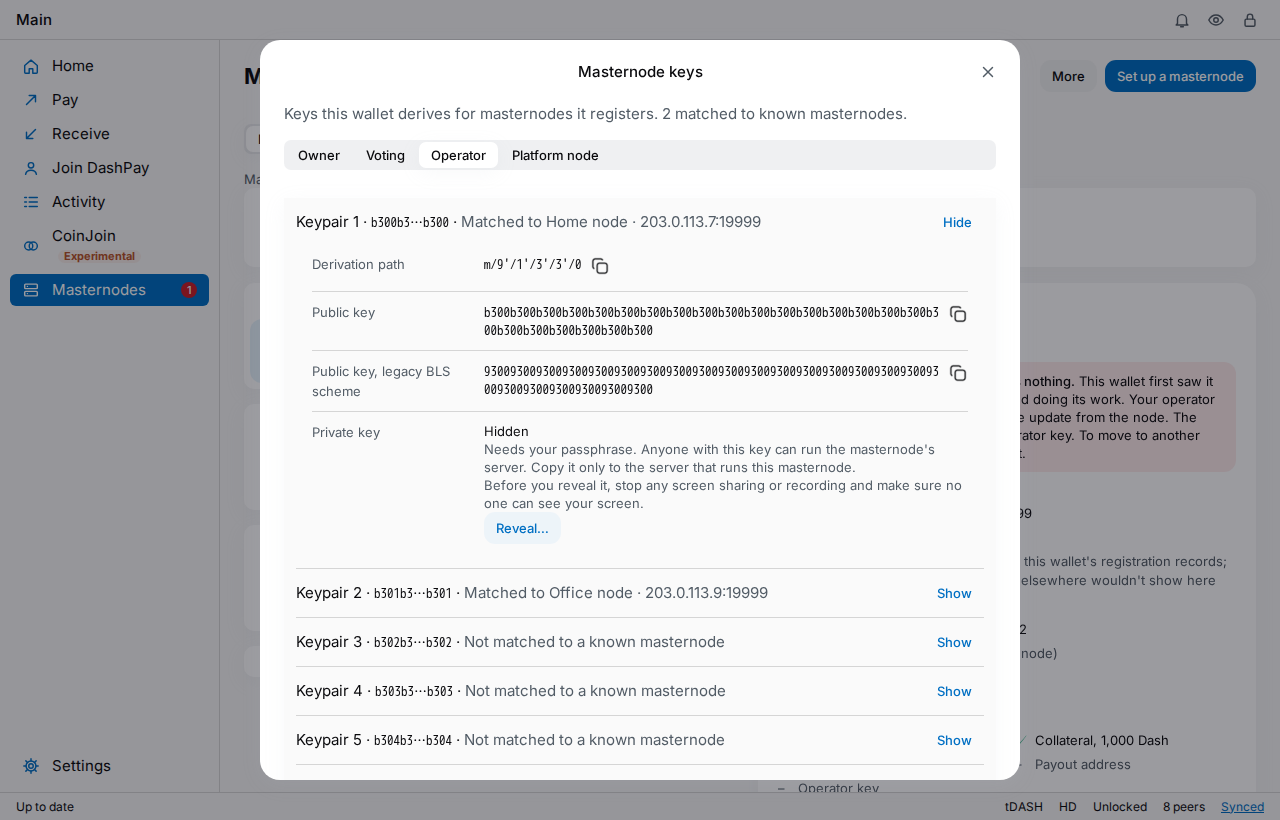 Main
Home
Pay
Receive
Join DashPay
Activity
CoinJoin
Experimental
Masternodes 1
Settings
More
Set up a masternode
Masternode keys
Keys this wallet derives for masternodes it registers. 2 matched to known masternodes.
Owner Voting Operator Platform node
Keypair 1 · b300b3···b300 · Matched to Home node · 203.0.113.7:19999 Hide
Derivation path m/9'/1'/3'/3'/0
Public key b300b300b300b300b300b300b300b300b300b300b300b300b300b300b300b300b300b3
00b300b300b300b300b300b300
Public key, legacy BLS
scheme
9300930093009300930093009300930093009300930093009300930093009300930093
00930093009300930093009300
Private key Hidden
Needs your passphrase. Anyone with this key can run the masternode's
server. Copy it only to the server that runs this masternode.
Before you reveal it, stop any screen sharing or recording and make sure no
one can see your screen.
Reveal...
Keypair 2 · b301b3···b301 · Matched to Office node · 203.0.113.9:19999 Show
Keypair 3 · b302b3···b302 · Not matched to a known masternode Show
Keypair 4 · b303b3···b303 · Not matched to a known masternode Show
Keypair 5 · b304b3···b304 · Not matched to a known masternode Show
nothing. This wallet first saw it
doing its work. Your operator
update from the node. The
operator key. To move to another
this wallet's registration records;
elsewhere wouldn't show here
node)
Collateral, 1,000 Dash
Payout address
Operator key
Up to date
tDASH HD Unlocked 8 peers Synced